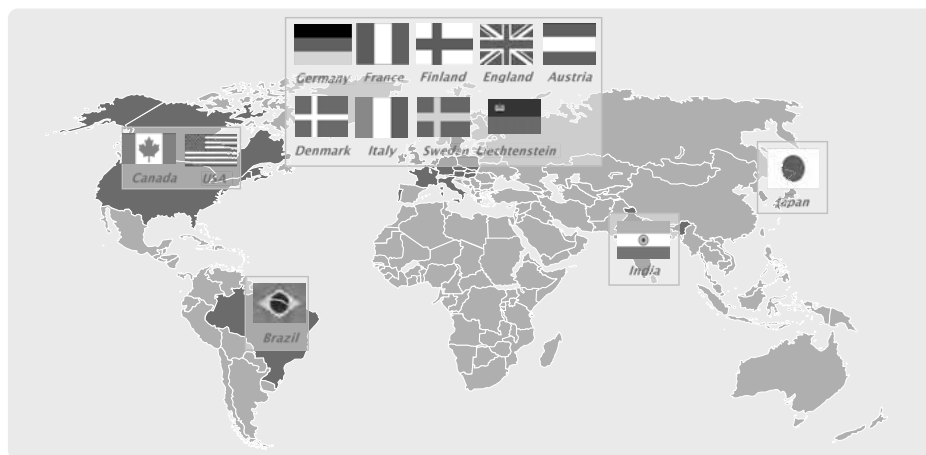 Germany France Finland England Austria
Denmark Italy Sweden Liechtenstein
Canada USA
Japan
India
Brazil